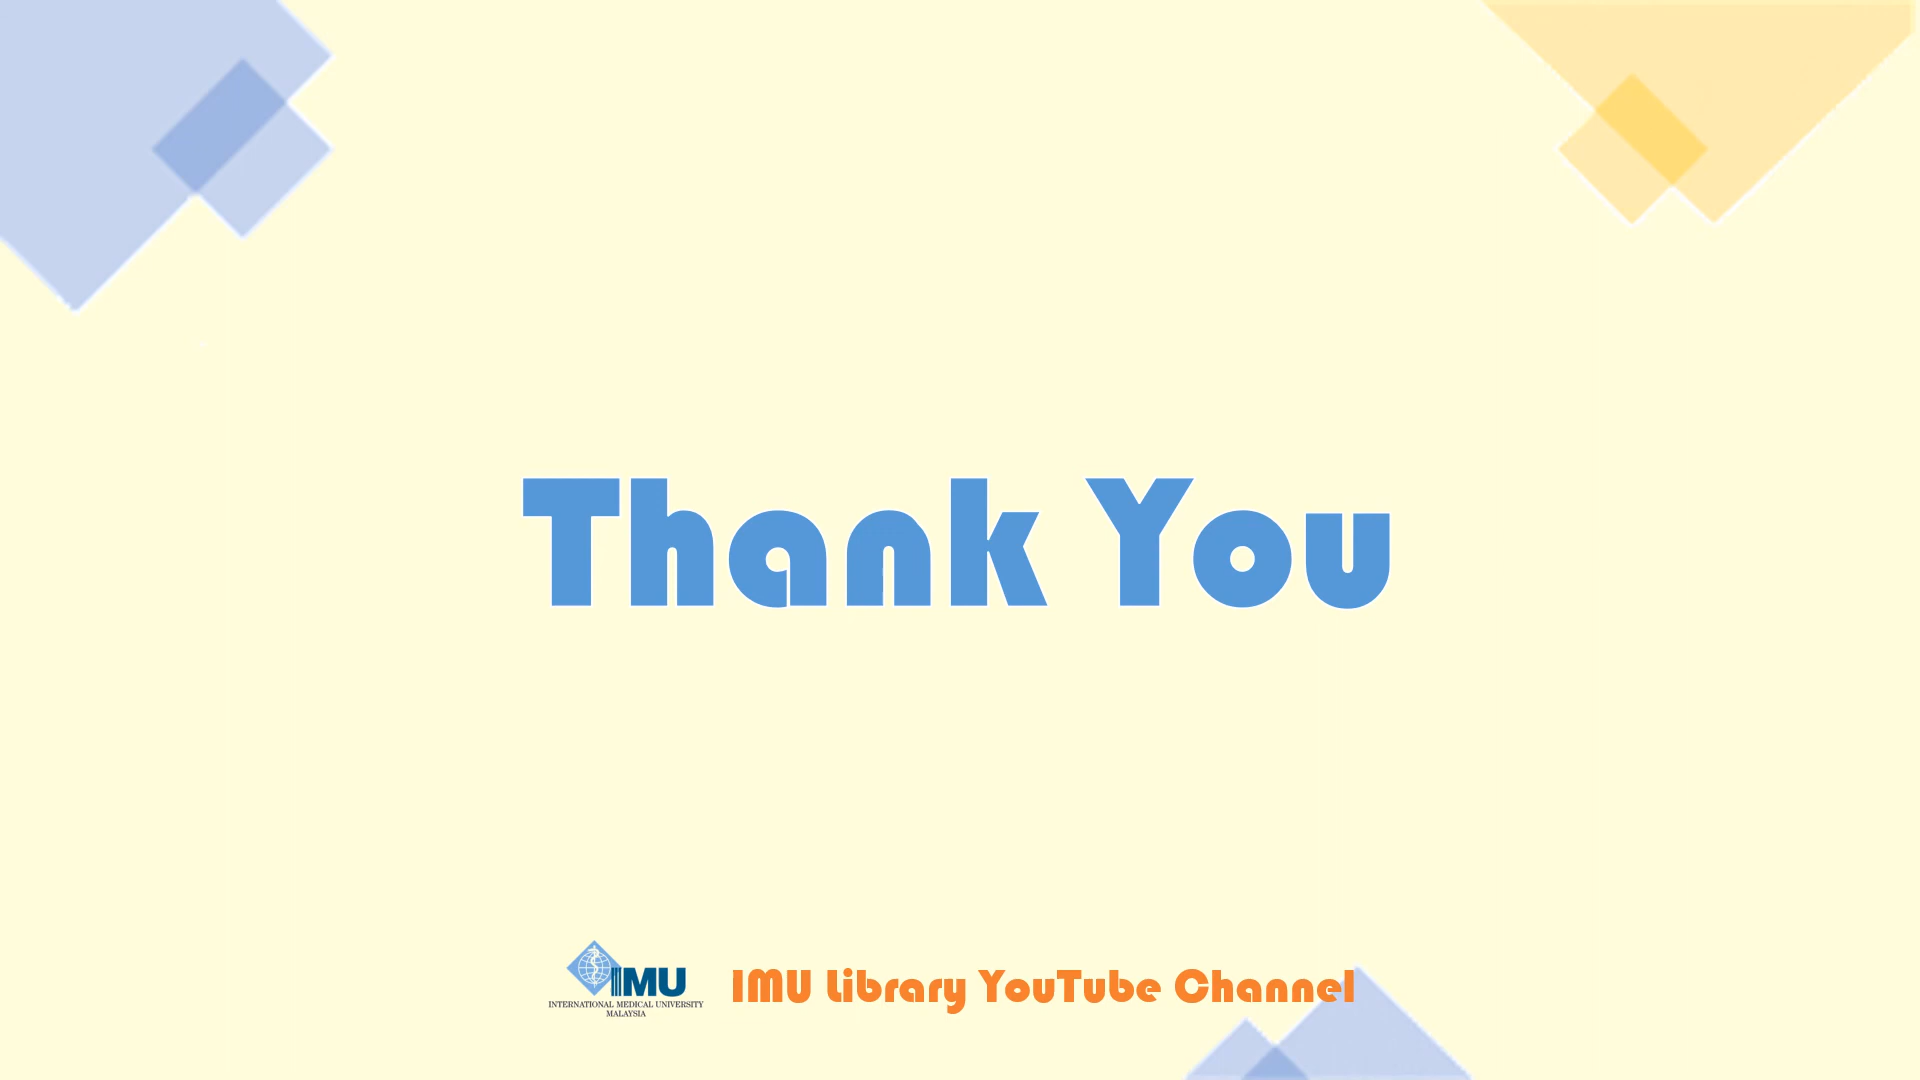 Thank You
IMU
INTERNATIONAL MEDICAL UNIVERSITY
MALAYSIA
IMU Library YouTube Channel